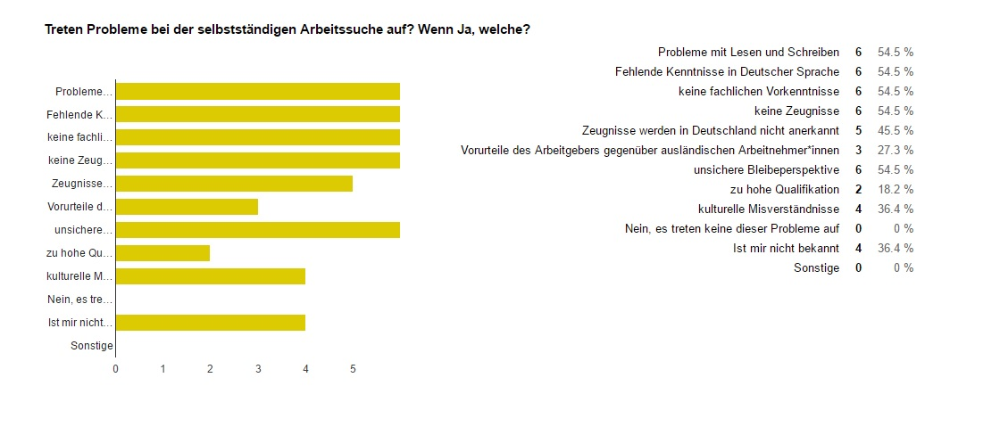 Treten Probleme bei der selbstständigen Arbeitssuche auf? Wenn Ja, welche?
Probleme...
Fehlende K...
keine fachli...
keine Zeug...
Zeugnisse...
Vorurteile d...
unsichere...
zu hohe Qu...
kulturelle M...
Nein, es tre...
Ist mir nicht...
Sonstige
0 1 2 3 4 5
Probleme mit Lesen und Schreiben 6 54.5 %
Fehlende Kenntnisse in Deutscher Sprache 6 54.5 %
keine fachlichen Vorkenntnisse 6 54.5 %
keine Zeugnisse 6 54.5 %
Zeugnisse werden in Deutschland nicht anerkannt 5 45.5 %
Vorurteile des Arbeitgebers gegenüber ausländischen Arbeitnehmer*innen 3 27.3 %
unsichere Bleibeperspektive 6 54.5 %
zu hohe Qualifikation 2 18.2 %
kulturelle Misverständnisse 4 36.4 %
Nein, es treten keine dieser Probleme auf 0 0 %
Ist mir nicht bekannt 4 36.4 %
Sonstige 0 0 %